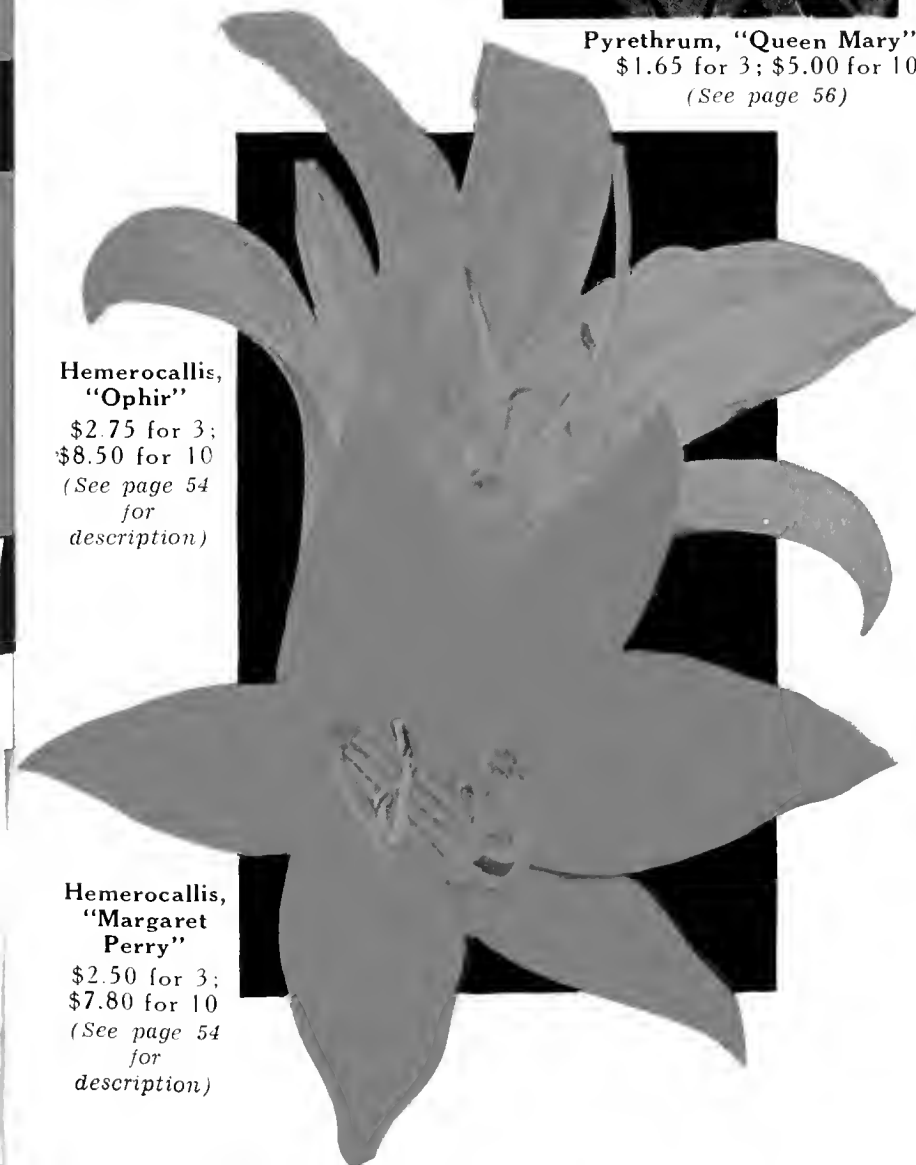 Pyrethrum, "Queen Mary"
$1.65 for 3; $5.00 for 10
(See page 56)
Hemerocallis,
"Ophir"
$2.75 for 3;
$8.50 for 10
(See page 54
for
description)
Hemerocallis,
"Margaret
Perry"
$2.50 for 3;
$7.80 for 10
(See page 54
for
description)